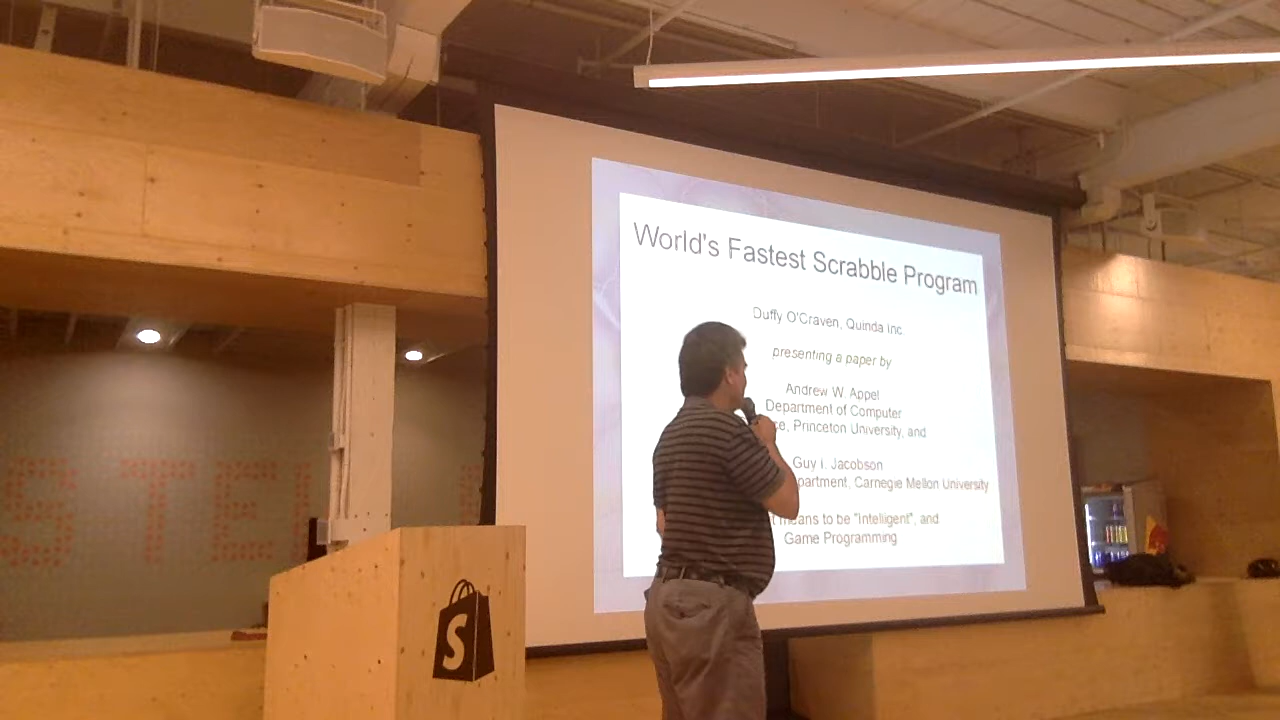 World's Fastest Scrabble Program
Duffy O'Craven, Quinda Inc.
presenting a paper by
Andrew W. Appel
Department of Computer
ce, Princeton University, and
Guy I. Jacobson
partment, Carnegie Mellon University
t means to be "Intelligent", and
Game Programming
STE
S